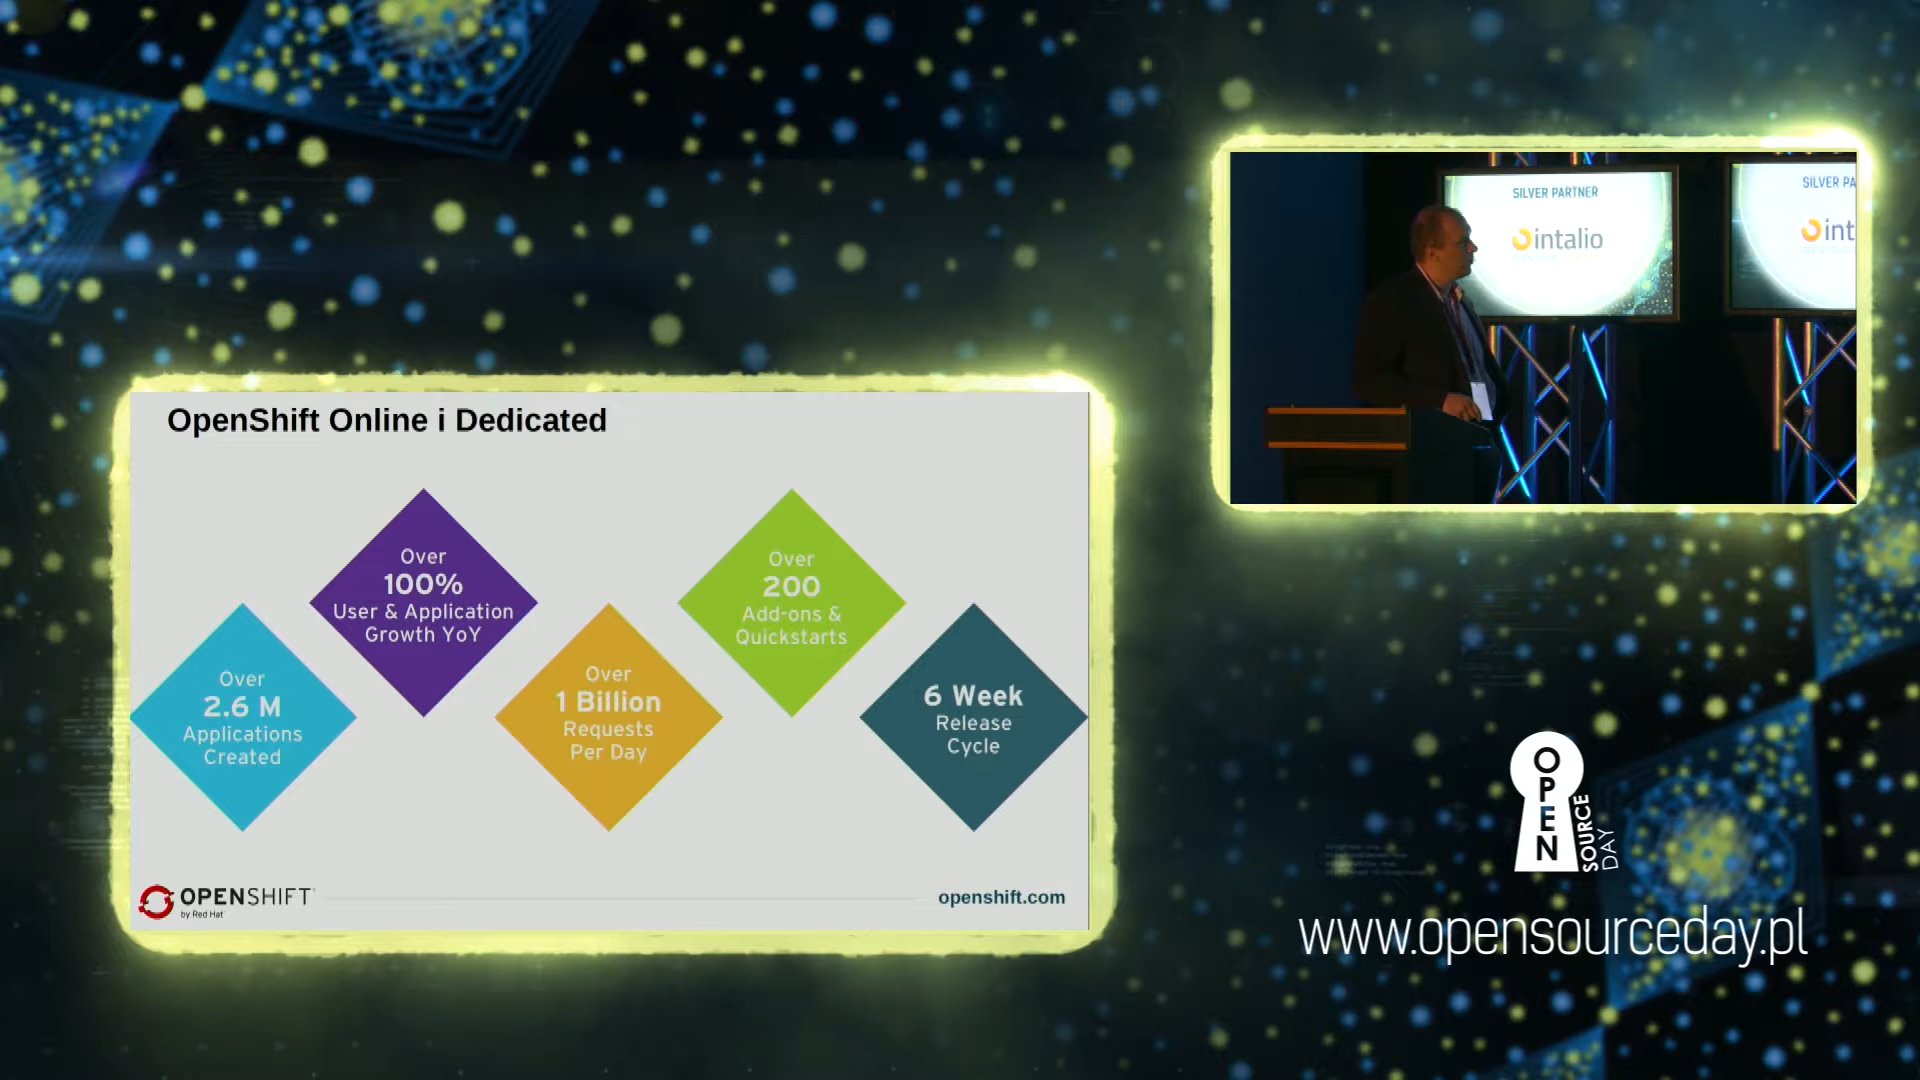 OpenShift Online i Dedicated
Over
2.6 M
Applications
Created
Over
100%
User & Application
Growth YoY
Over
1 Billion
Requests
Per Day
Over
200
Add-ons &
Quickstarts
6 Week
Release
Cycle
OPENSHIFT
by Red Hat
openshift.com
SILVER PARTNER
intalio
SILVER PA
int
OPEN
SOURCE
DAY
www.opensourceday.pl